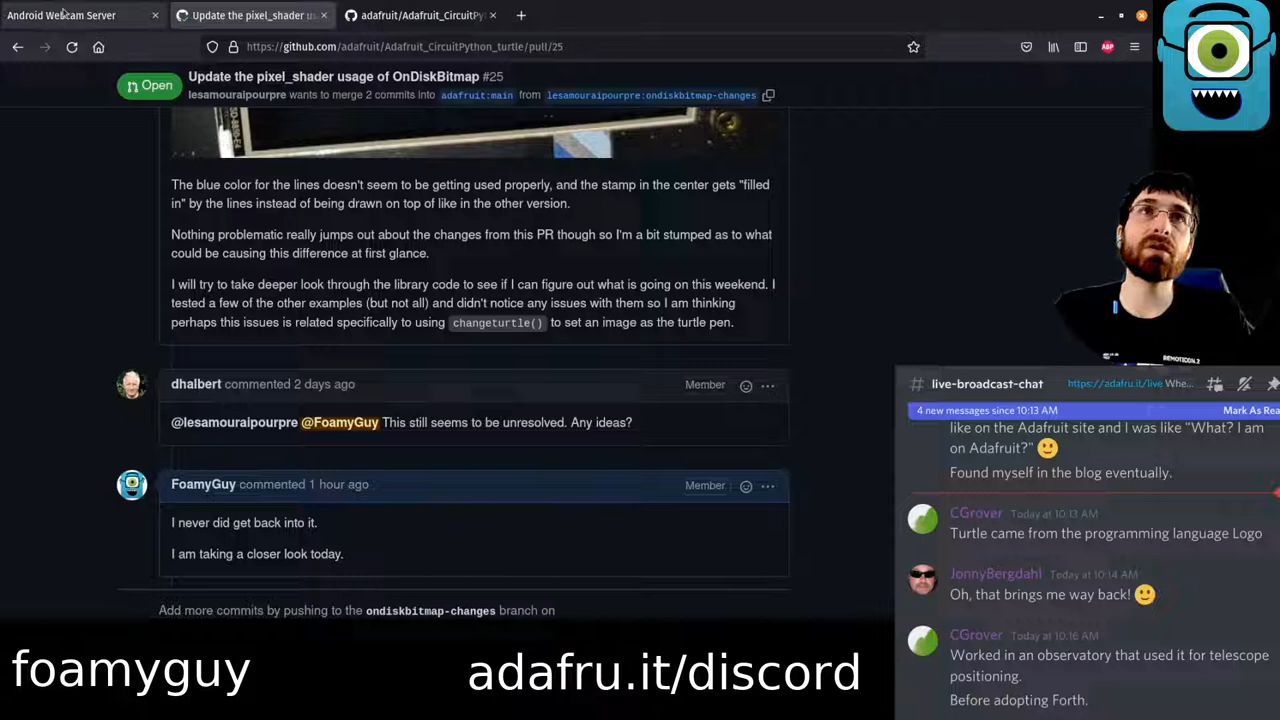 Android Webcam Server
Update the pixel_shader us
adafruit/Adafruit_CircuitPy
https://github.com/adafruit/Adafruit_CircuitPython_turtle/pull/25
ABP
Open
Update the pixel_shader usage of OnDiskBitmap #25
lesamouraipourpre wants to merge 2 commits into adafruit:main from lesamouraipourpre:ondiskbitmap-changes
The blue color for the lines doesn't seem to be getting used properly, and the stamp in the center gets "filled
in" by the lines instead of being drawn on top of like in the other version.
Nothing problematic really jumps out about the changes from this PR though so I'm a bit stumped as to what
could be causing this difference at first glance.
I will try to take deeper look through the library code to see if I can figure out what is going on this weekend. I
tested a few of the other examples (but not all) and didn't notice any issues with them so I am thinking
perhaps this issues is related specifically to using changeturtle() to set an image as the turtle pen.
dhalbert commented 2 days ago
Member
@lesamouraipourpre @FoamyGuy This still seems to be unresolved. Any ideas?
FoamyGuy commented 1 hour ago
Member
I never did get back into it.
I am taking a closer look today.
Add more commits by pushing to the ondiskbitmap-changes branch on
REMOTICON.2
# live-broadcast-chat
https://adafru.it/live Whe...
4 new messages since 10:13 AM
Mark As Rea
like on the Adafruit site and I was like "What? I am
on Adafruit?"
Found myself in the blog eventually.
CGrover Today at 10:13 AM
Turtle came from the programming language Logo
JonnyBergdahl Today at 10:14 AM
Oh, that brings me way back!
CGrover Today at 10:16 AM
Worked in an observatory that used it for telescope
positioning.
Before adopting Forth.
foamyguy
adafru.it/discord